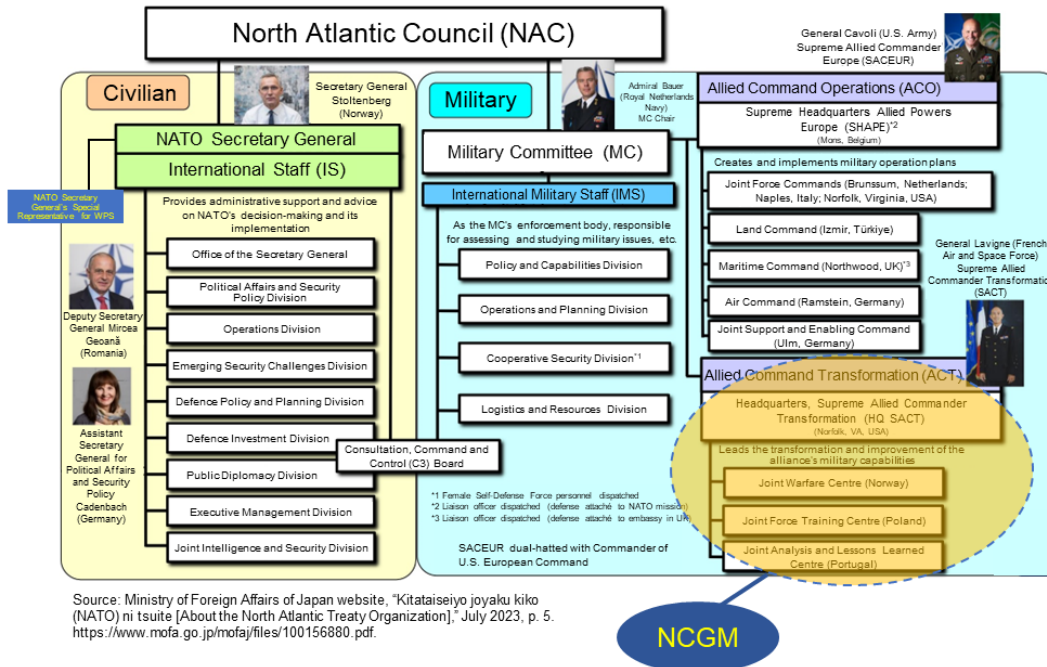 North Atlantic Council (NAC)
General Cavoli (U.S. Army)
Supreme Allied Commander
Europe (SACEUR)
Civilian
Secretary General
Stoltenberg
(Norway)
NATO Secretary General
International Staff (IS)
NATO Secretary
General's Special
Representative for WPS
Provides administrative support and advice
on NATO's decision-making and its
implementation
Office of the Secretary General
Political Affairs and Security
Policy Division
Operations Division
Emerging Security Challenges Division
Defence Policy and Planning Division
Defence Investment Division
Public Diplomacy Division
Executive Management Division
Joint Intelligence and Security Division
Deputy Secretary
General Mircea
Geoană
(Romania)
Assistant
Secretary
General for
Political Affairs
and Security
Policy
Cadenbach
(Germany)
Military
Admiral Bauer
(Royal Netherlands
Navy)
MC Chair
Military Committee (MC)
International Military Staff (IMS)
As the MC's enforcement body, responsible
for assessing and studying military issues, etc.
Policy and Capabilities Division
Operations and Planning Division
Cooperative Security Division*1
Logistics and Resources Division
Consultation, Command and
Control (C3) Board
*1 Female Self-Defense Force personnel dispatched
*2 Liaison officer dispatched (defense attaché to NATO mission)
*3 Liaison officer dispatched (defense attaché to embassy in UK)
SACEUR dual-hatted with Commander of
U.S. European Command
Allied Command Operations (ACO)
Supreme Headquarters Allied Powers
Europe (SHAPE)*2
(Mons, Belgium)
Creates and implements military operation plans
Joint Force Commands (Brunssum, Netherlands;
Naples, Italy; Norfolk, Virginia, USA)
Land Command (Izmir, Türkiye)
Maritime Command (Northwood, UK)*3
Air Command (Ramstein, Germany)
Joint Support and Enabling Command
(Ulm, Germany)
General Lavigne (French
Air and Space Force)
Supreme Allied
Commander Transformation
(SACT)
Allied Command Transformation (ACT)
Headquarters, Supreme Allied Commander
Transformation (HQ SACT)
(Norfolk, VA, USA)
Leads the transformation and improvement of the
alliance's military capabilities
Joint Warfare Centre (Norway)
Joint Force Training Centre (Poland)
Joint Analysis and Lessons Learned
Centre (Portugal)
NCGM
Source: Ministry of Foreign Affairs of Japan website, "Kitataiseiyo joyaku kiko
(NATO) ni tsuite [About the North Atlantic Treaty Organization]," July 2023, p. 5.
https://www.mofa.go.jp/mofaj/files/100156880.pdf.